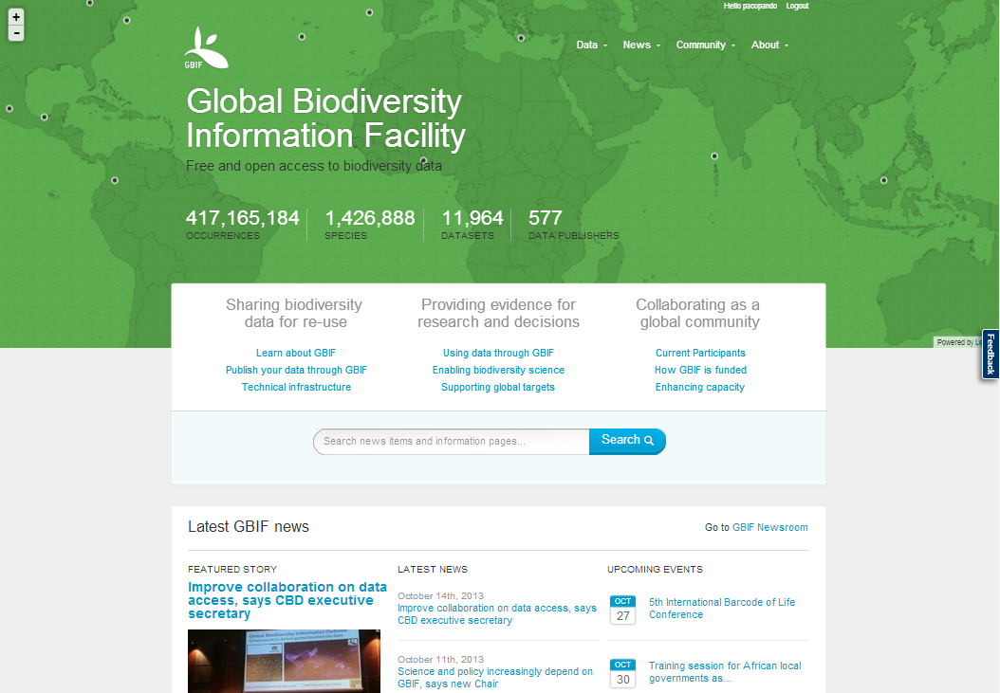 +
-
Hello pacopando Logout
GBIF
Data News Community About
Global Biodiversity
Information Facility
Free and open access to biodiversity data
417,165,184 1,426,888 11,964 577
OCCURRENCES SPECIES DATASETS DATA PUBLISHERS
Sharing biodiversity
data for re-use
Learn about GBIF
Publish your data through GBIF
Technical infrastructure
Providing evidence for
research and decisions
Using data through GBIF
Enabling biodiversity science
Supporting global targets
Collaborating as a
global community
Current Participants
How GBIF is funded
Enhancing capacity
Powered by
Feedback
Search news items and information pages... Search
Latest GBIF news
Go to GBIF Newsroom
FEATURED STORY
Improve collaboration on data
access, says CBD executive
secretary
Global Biodiversity Informatics Outlook
LATEST NEWS
October 14th, 2013
Improve collaboration on data access, says
CBD executive secretary
October 11th, 2013
Science and policy increasingly depend on
GBIF, says new Chair
UPCOMING EVENTS
OCT
27
5th International Barcode of Life
Conference
OCT
30
Training session for African local
governments as...